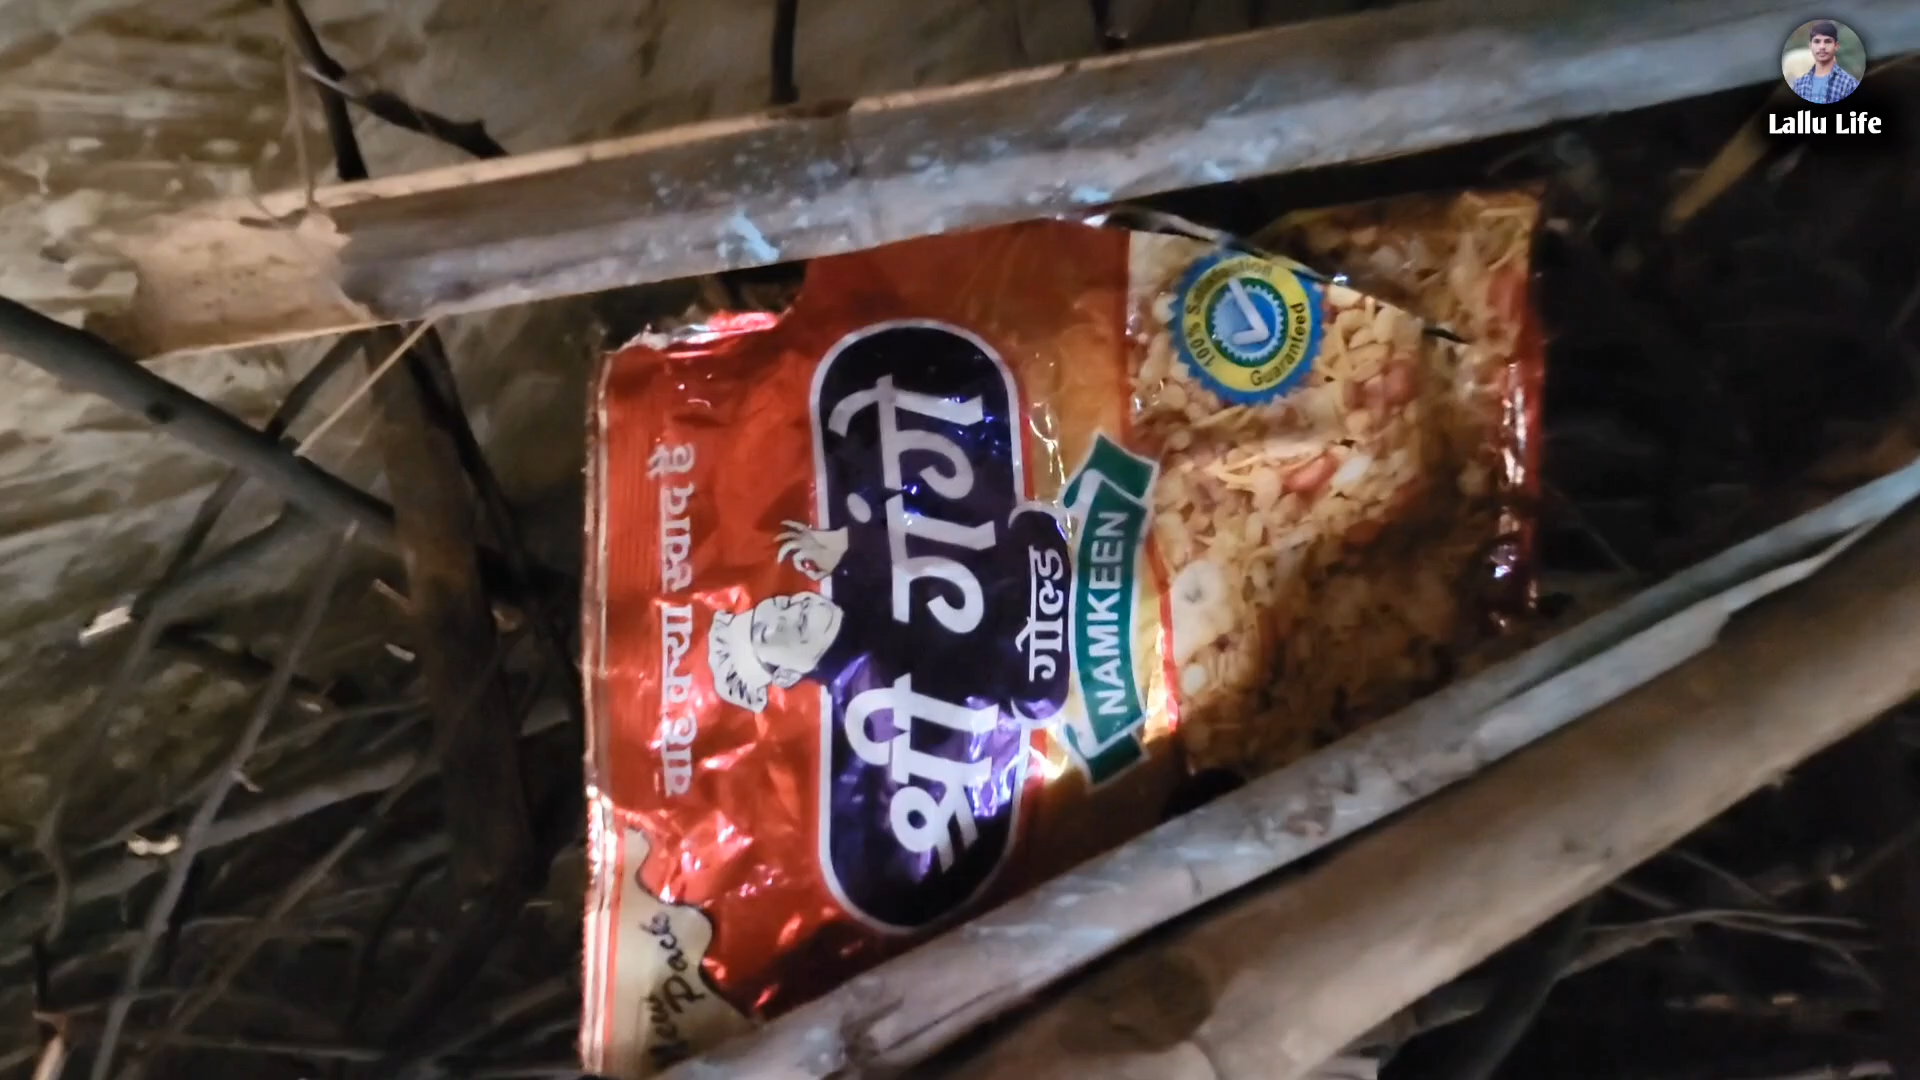 वाह क्या स्वाद है
श्री गंगे
गोल्ड
NAMKEEN
100% Satisfaction Guaranteed
New Pack
Lallu Life